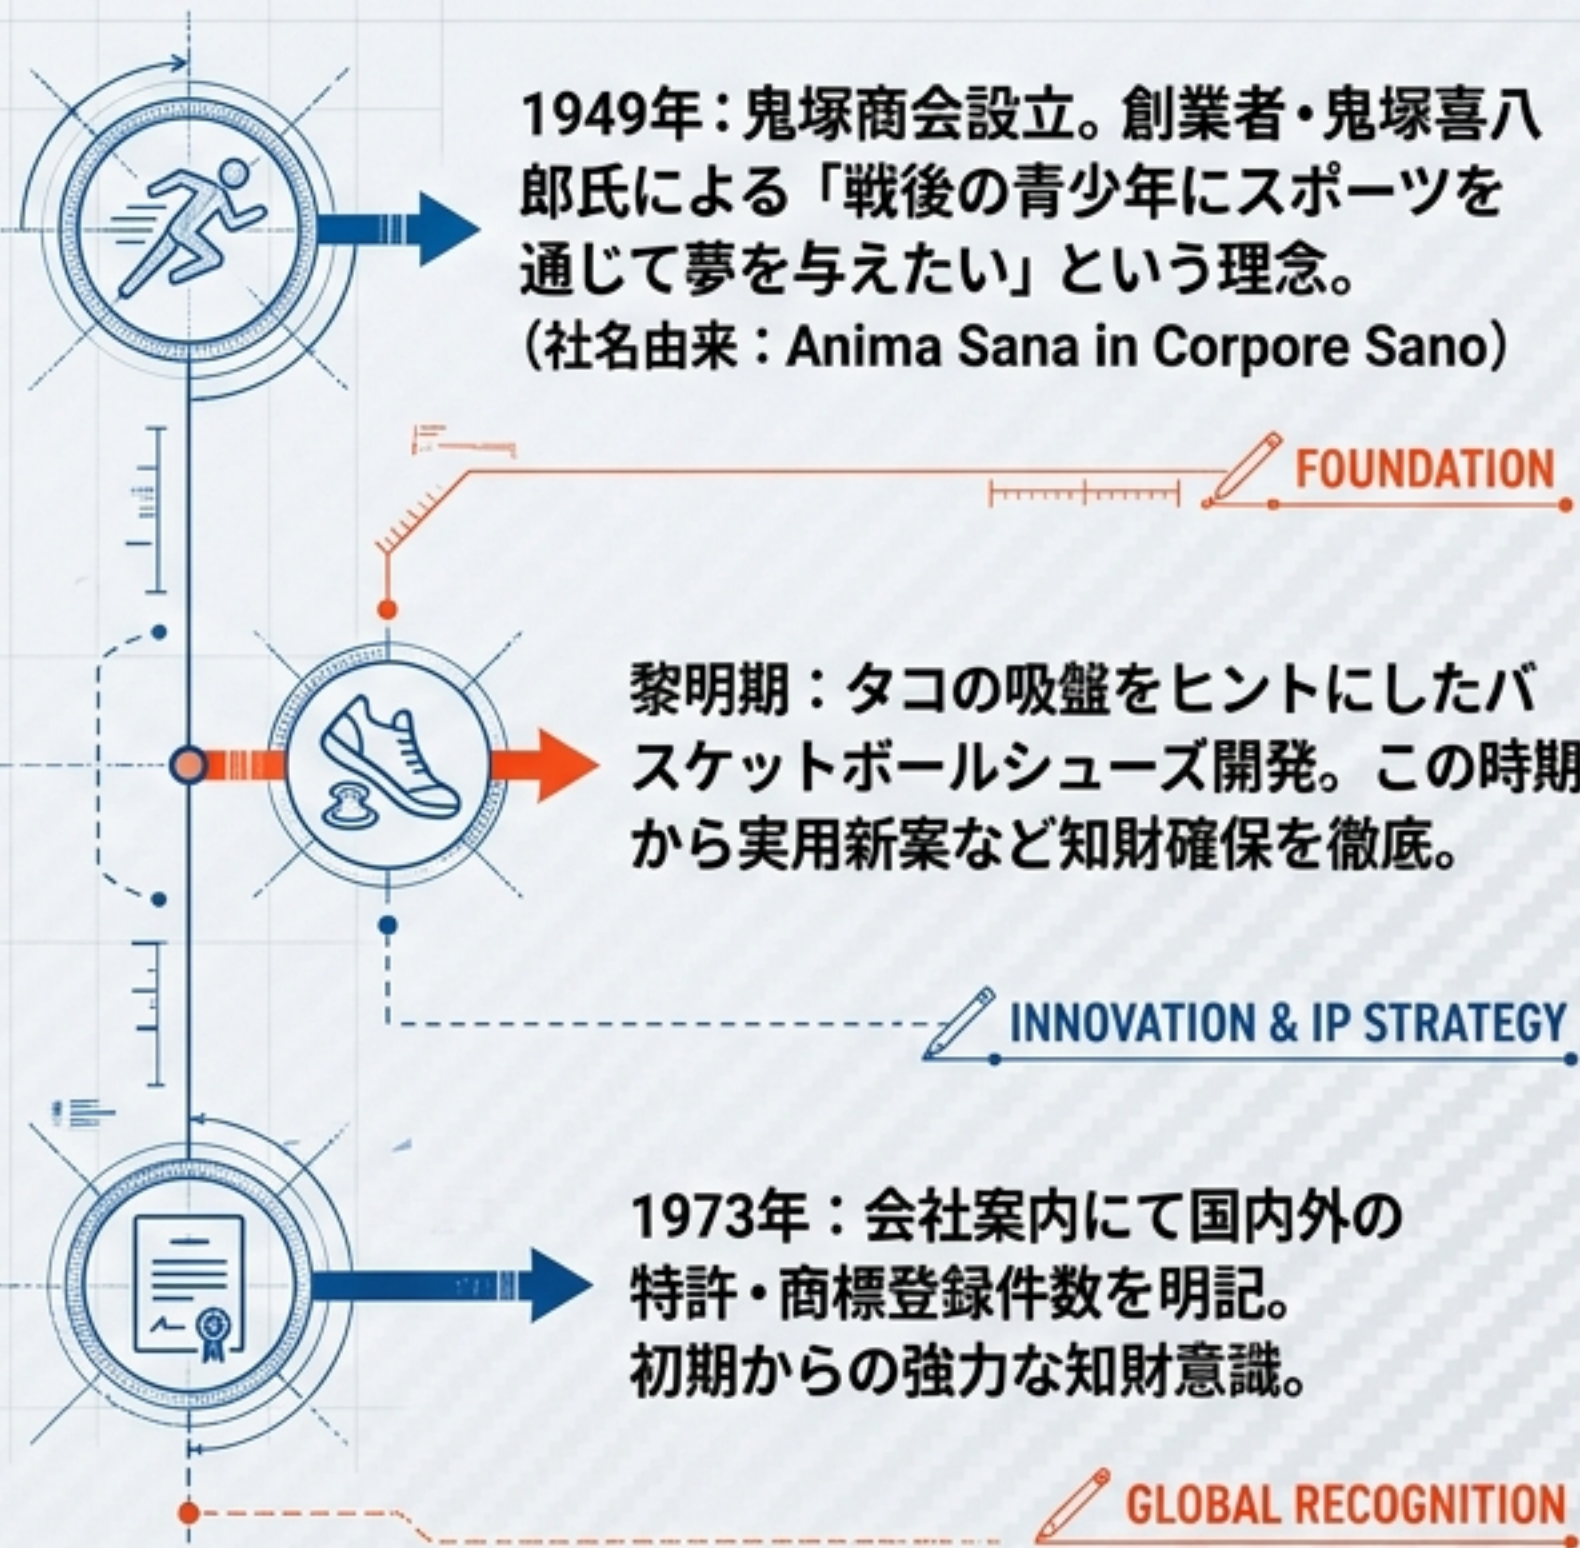 1949年：鬼塚商会設立。創業者・鬼塚喜八
郎氏による「戦後の青少年にスポーツを
通じて夢を与えたい」という理念。
（社名由来：Anima Sana in Corpore Sano）
FOUNDATION
黎明期：タコの吸盤をヒントにしたバ
スケットボールシューズ開発。この時期
から実用新案など知財確保を徹底。
INNOVATION & IP STRATEGY
1973年：会社案内にて国内外の
特許・商標登録件数を明記。
初期からの強力な知財意識。
GLOBAL RECOGNITION